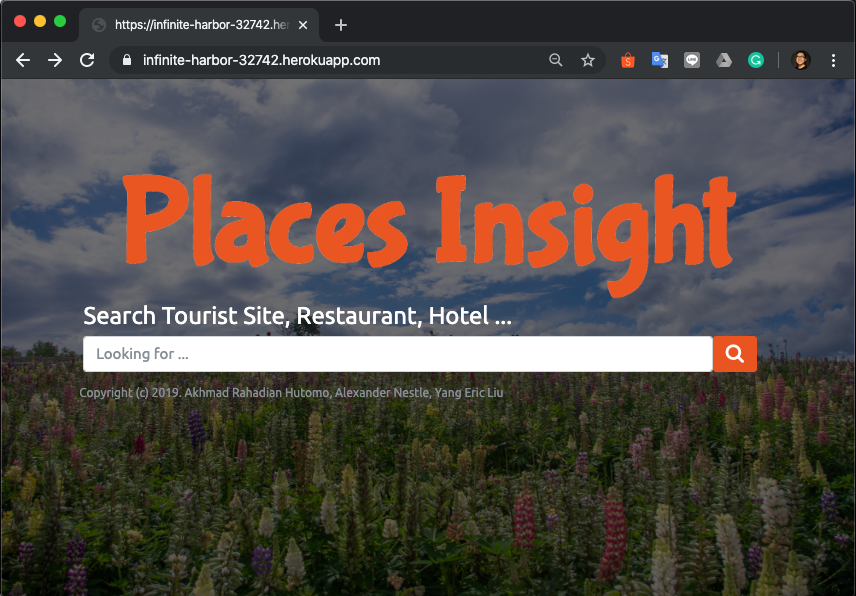 https://infinite-harbor-32742.he
infinite-harbor-32742.herokuapp.com
Places Insight
Search Tourist Site, Restaurant, Hotel ...
Looking for ...
Copyright (c) 2019. Akhmad Rahadian Hutomo, Alexander Nestle, Yang Eric Liu